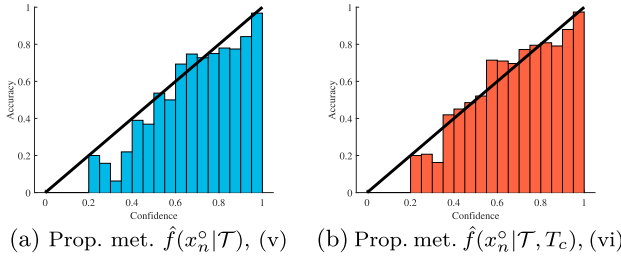 1
0.8
0.6
0.4
0.2
0
Accuracy
0 0.2 0.4 0.6 0.8 1
Confidence
(a) Prop. met. f̂(x°ₙ|𝒯), (v)
1
0.8
0.6
0.4
0.2
0
Accuracy
0 0.2 0.4 0.6 0.8 1
Confidence
(b) Prop. met. f̂(x°ₙ|𝒯, T_c), (vi)